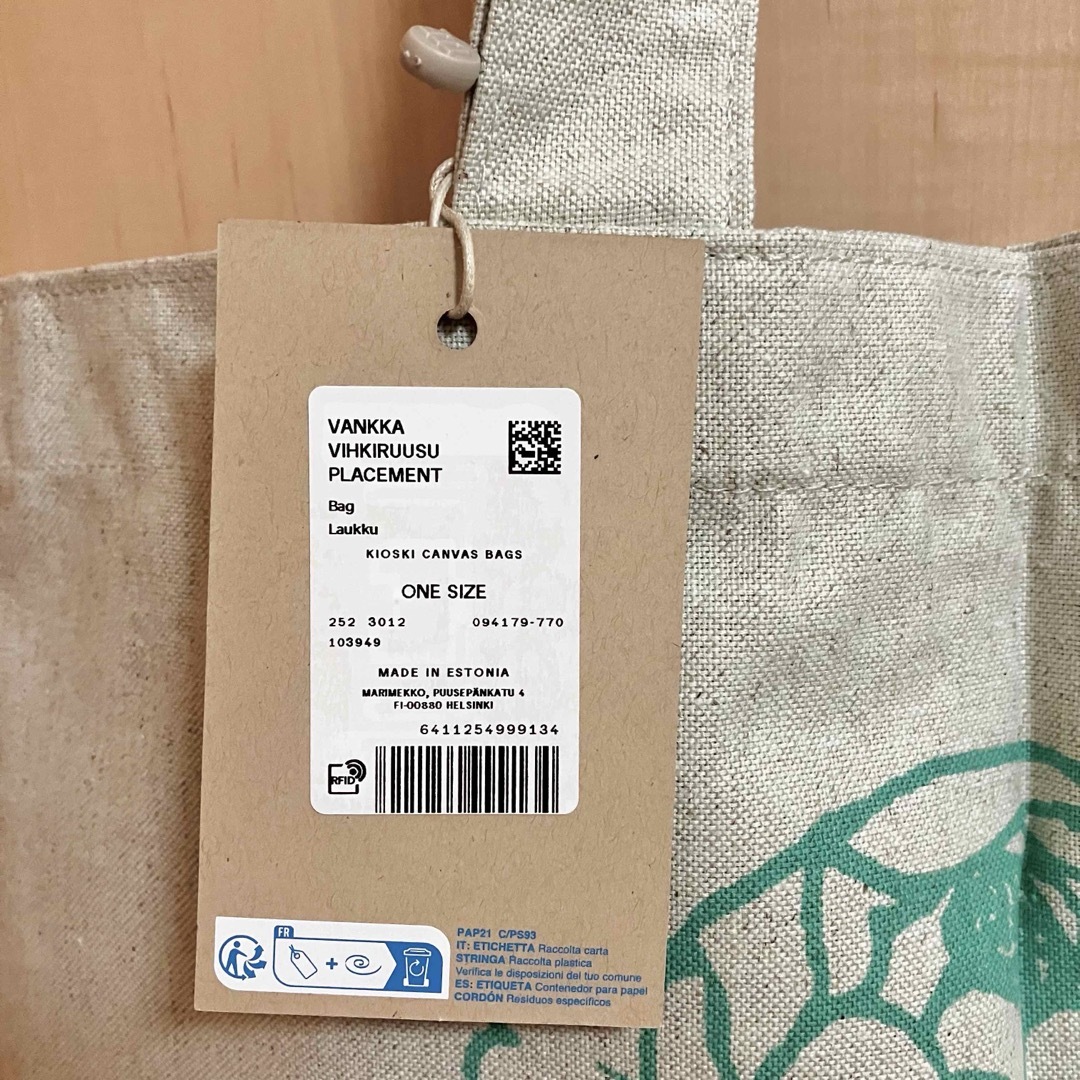 VANKKA
VIHKIRUUSU
PLACEMENT
Bag
Laukku
KIOSKI CANVAS BAGS
ONE SIZE
252 3012 094179-770
103949
MADE IN ESTONIA
MARIMEKKO, PUUSEPÄNKATU 4
FI-00880 HELSINKI
6411254999134
RFID
FR
+
PAP21 C/PS93
IT: ETICHETTA Raccolta carta
STRINGA Raccolta plastica
Verifica le disposizioni del tuo comune
ES: ETIQUETA Contenedor para papel
CORDÓN Residuos específicos